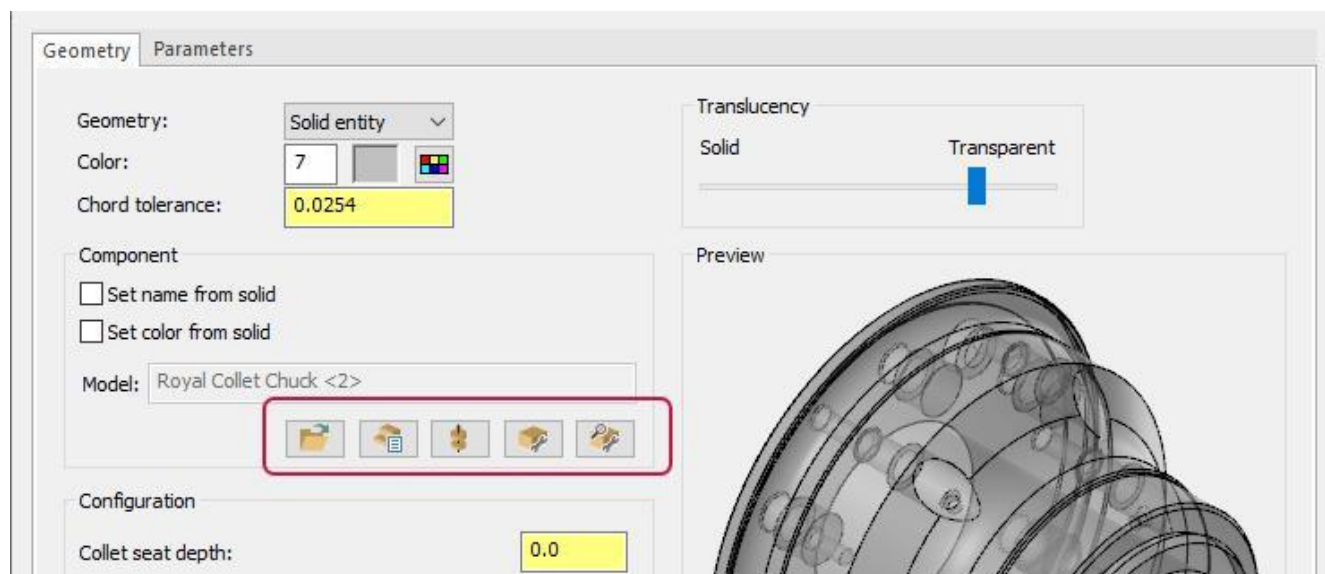 Geometry Parameters
Geometry: Solid entity
Color: 7
Chord tolerance: 0.0254
Translucency
Solid Transparent
Component
Set name from solid
Set color from solid
Model: Royal Collet Chuck <2>
Preview
Configuration
Collet seat depth: 0.0